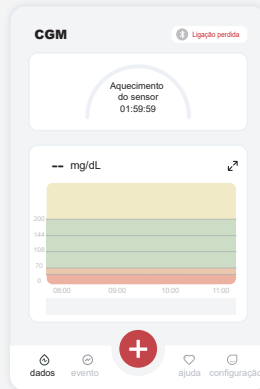 CGM
Ligação perdida
Aquecimento
do sensor
01:59:59
-- mg/dL
200
144
108
70
0
08:00 09:00 10:00 11:00
dados evento ajuda configuração